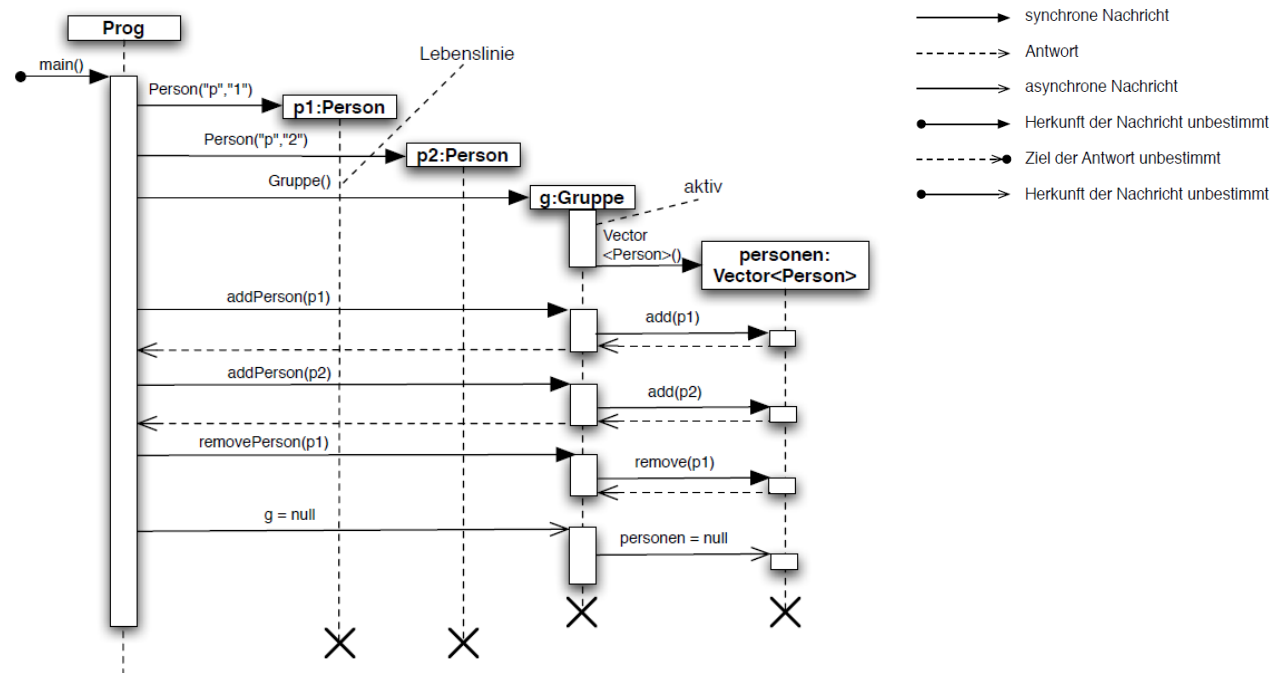 Prog
main()
Lebenslinie
Person("p","1")
p1:Person
Person("p","2")
p2:Person
Gruppe()
g:Gruppe
aktiv
Vector
<Person>()
personen:
Vector<Person>
addPerson(p1)
add(p1)
addPerson(p2)
add(p2)
removePerson(p1)
remove(p1)
g = null
personen = null
synchrone Nachricht
Antwort
asynchrone Nachricht
Herkunft der Nachricht unbestimmt
Ziel der Antwort unbestimmt
Herkunft der Nachricht unbestimmt